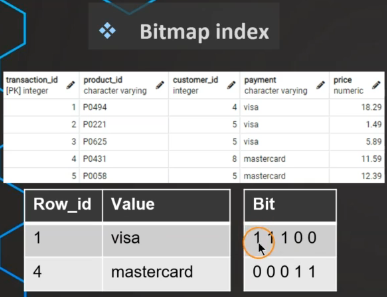 ❖ Bitmap index
transaction_id product_id customer_id payment price
[PK] integer character varying integer character varying numeric
1 P0494 4 visa 18.29
2 P0221 5 visa 1.49
3 P0625 5 visa 5.89
4 P0431 8 mastercard 11.59
5 P0058 5 mastercard 12.39
Row_id Value Bit
1 visa 1 1 1 0 0
4 mastercard 0 0 0 1 1